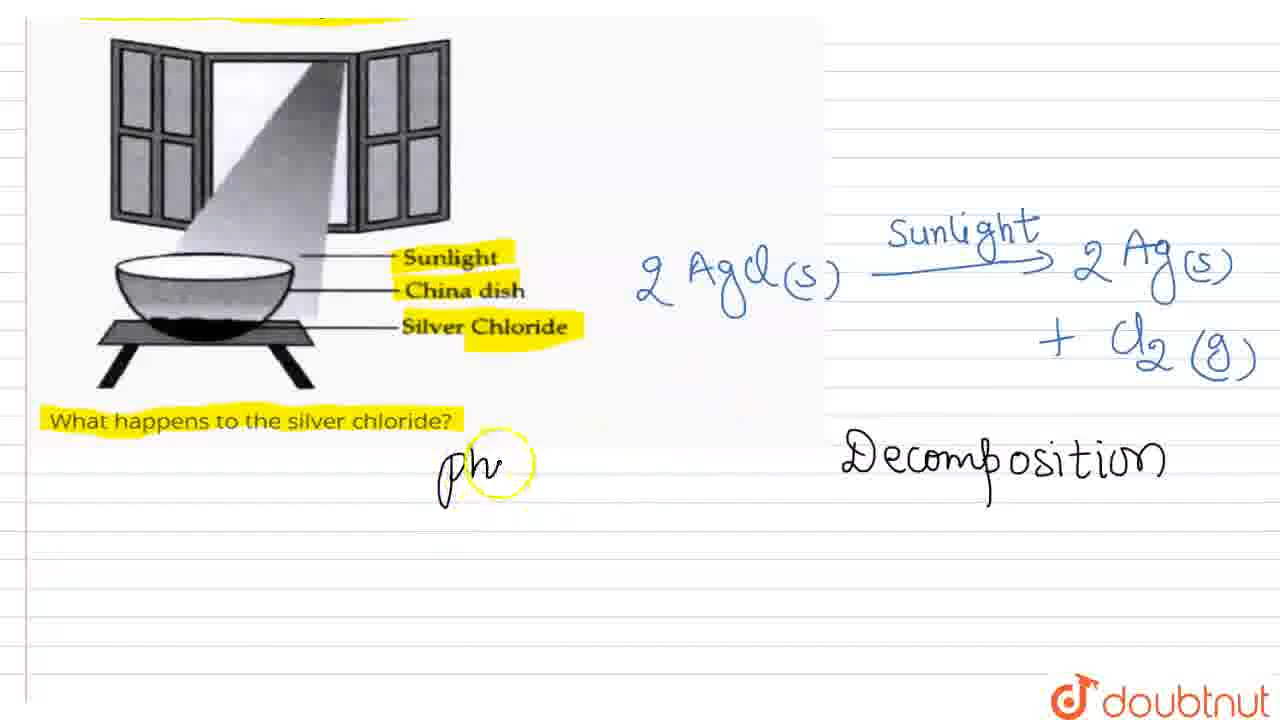 Sunlight
China dish
Silver Chloride
What happens to the silver chloride?
2 AgCl (s) Sunlight → 2 Ag (s)
+ Cl2 (g)
ph
Decomposition
doubtnut